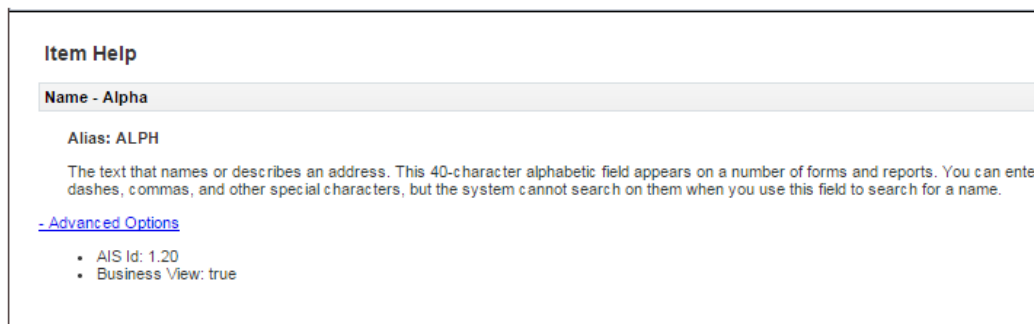 Item Help
Name - Alpha
Alias: ALPH
The text that names or describes an address. This 40-character alphabetic field appears on a number of forms and reports. You can ente
dashes, commas, and other special characters, but the system cannot search on them when you use this field to search for a name.
- Advanced Options
• AIS Id: 1.20
• Business View: true